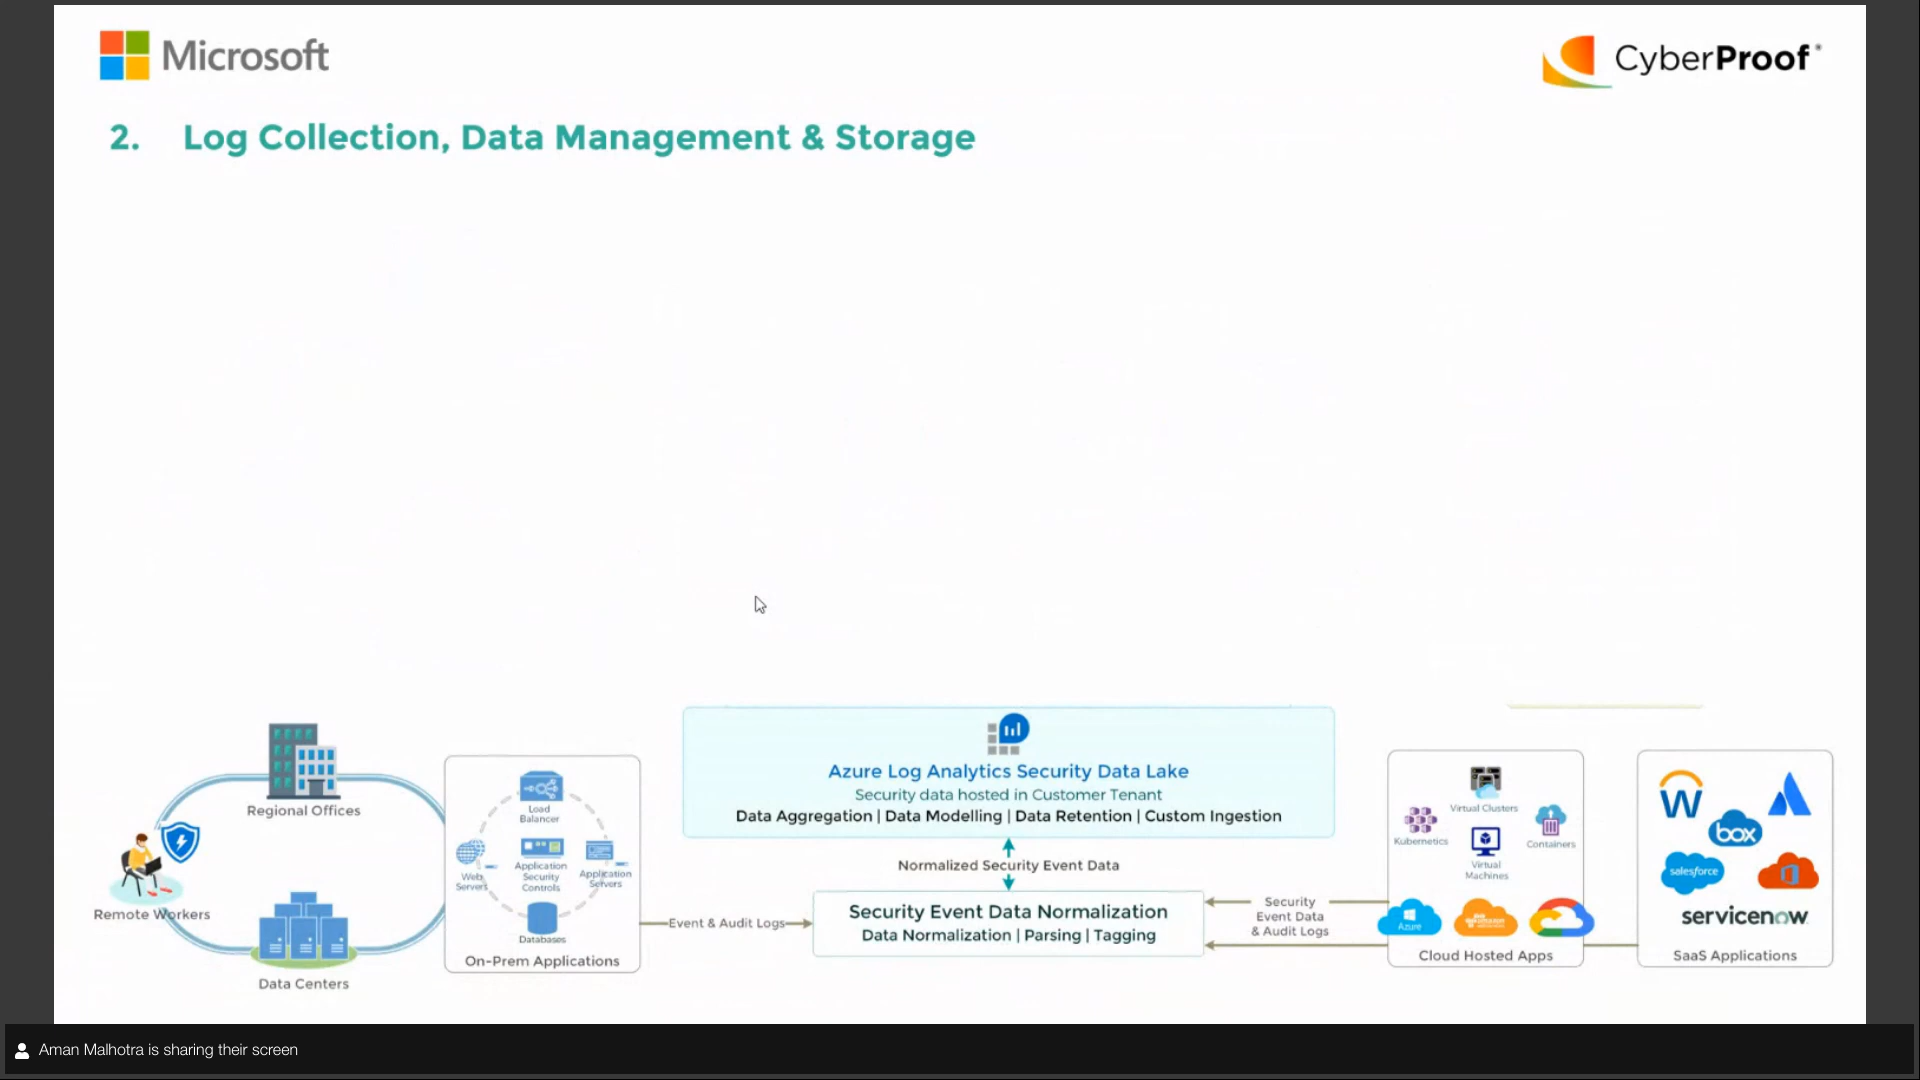 Microsoft
CyberProof
2. Log Collection, Data Management & Storage
Azure Log Analytics Security Data Lake
Security data hosted in Customer Tenant
Data Aggregation | Data Modelling | Data Retention | Custom Ingestion
Normalized Security Event Data
Security Event Data Normalization
Data Normalization | Parsing | Tagging
Regional Offices
Remote Workers
Data Centers
Load
Balancer
Web
Servers
Application
Security
Controls
Application
Servers
Databases
On-Prem Applications
Event & Audit Logs
Security
Event Data
& Audit Logs
Virtual Clusters
Kubernetics
Containers
Virtual
Machines
Azure
Cloud Hosted Apps
W
box
salesforce
servicenow
SaaS Applications
Aman Malhotra is sharing their screen